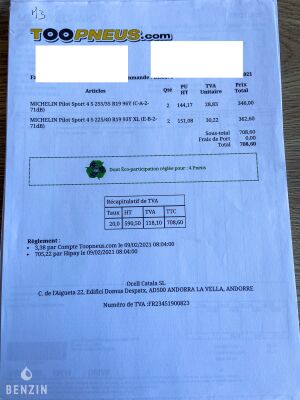 M3
TOOPNEUS.com
021
Articles Qté PU HT TVA Unitaire Prix Total
MICHELIN Pilot Sport 4 S 255/35 R19 96Y (C-A-2-71dB) 2 144,17 28,83 346,00
MICHELIN Pilot Sport 4 S 225/40 R19 93Y XL (E-B-2-71dB) 2 151,08 30,22 362,60
Sous-total 708,60
Frais de Port 0,00
Total 708,60
Dont Eco-participation réglée pour : 4 Pneus
Récapitulatif de TVA
Taux HT TVA TTC
20,0 590,50 118,10 708,60
Règlement :
3,38 par Compte Toopneus.com le 09/02/2021 08:04:00
705,22 par Hipay le 09/02/2021 08:04:00
Ocell Catala SL
C. de l'Aigueta 22, Edifici Domus Despatx, AD500 ANDORRA LA VELLA, ANDORRE
Numéro de TVA :FR23451900823
BENZIN